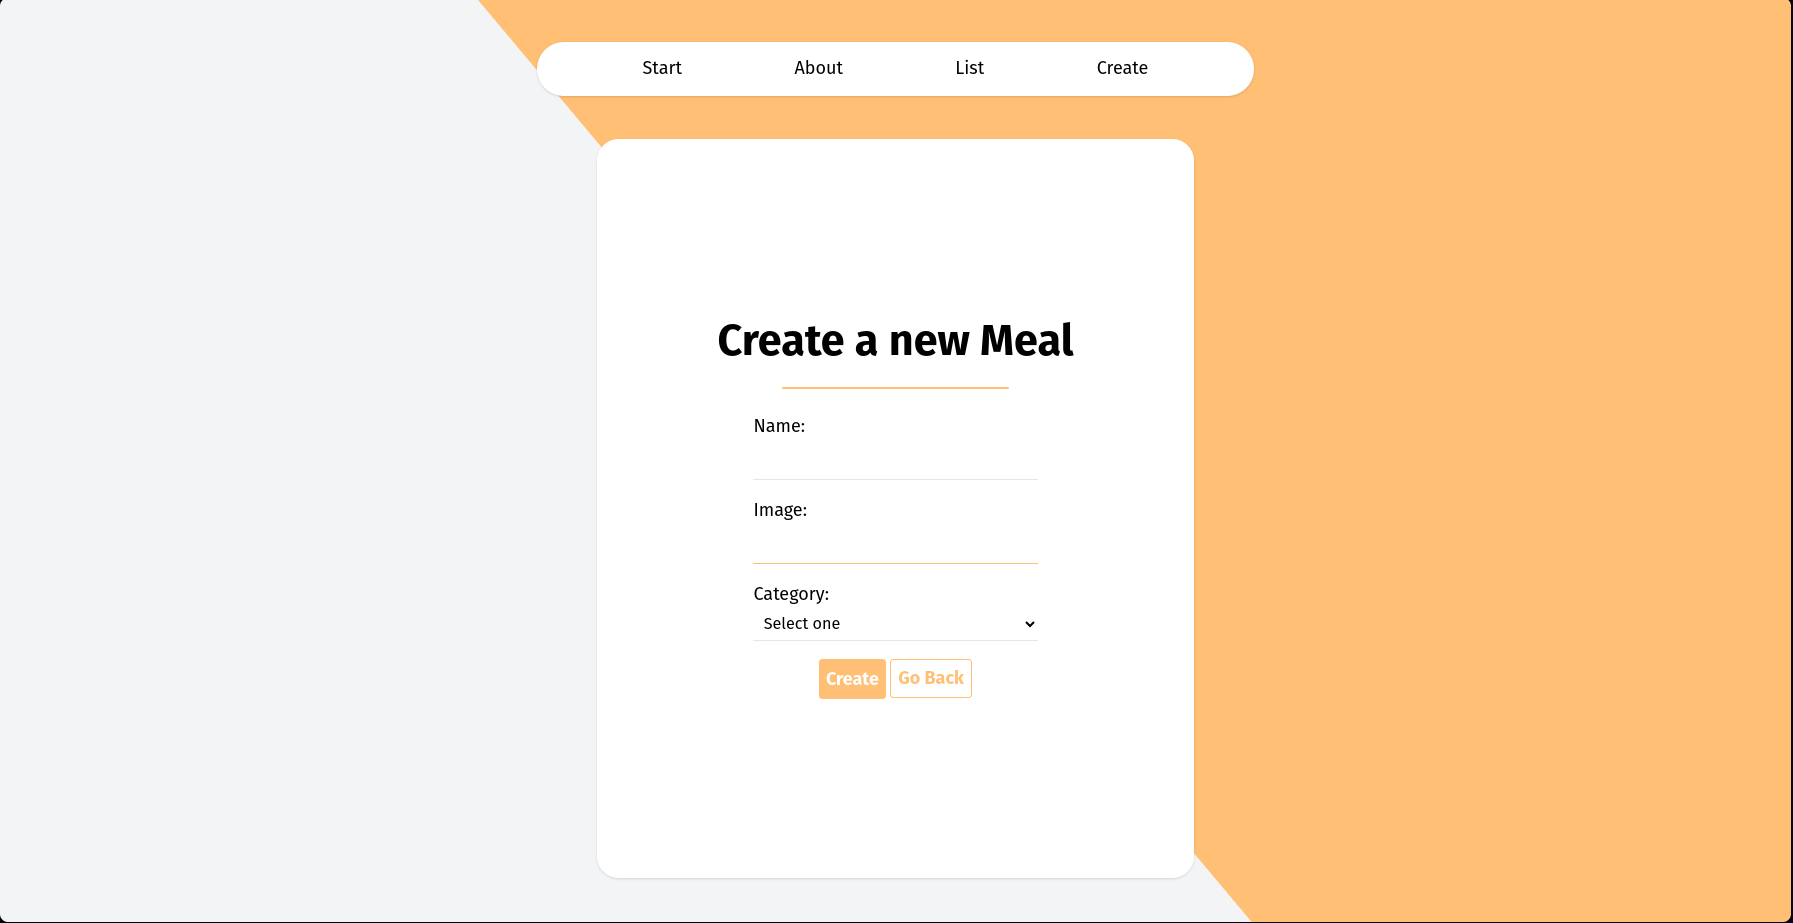 Start About List Create
Create a new Meal
Name:
Image:
Category:
Select one
Create Go Back